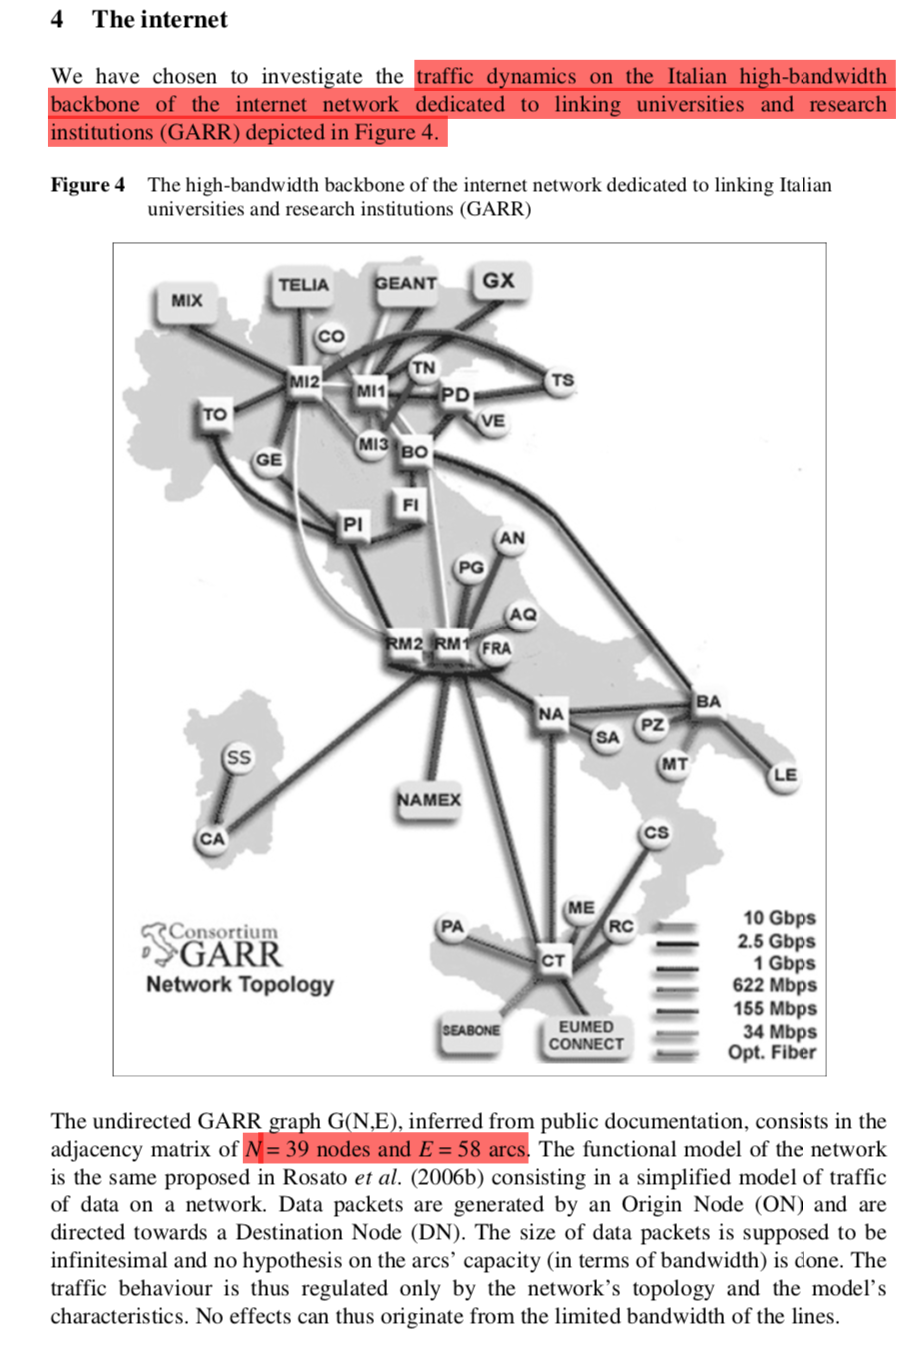 4 The internet
We have chosen to investigate the traffic dynamics on the Italian high-bandwidth
backbone of the internet network dedicated to linking universities and research
institutions (GARR) depicted in Figure 4.
Figure 4 The high-bandwidth backbone of the internet network dedicated to linking Italian
universities and research institutions (GARR)
MIX
TELIA
GEANT
GX
CO
TN
MI2
MI1
PD
TS
TO
VE
MI3
BO
GE
FI
PI
AN
PG
AQ
RM2
RM1
FRA
BA
NA
PZ
SA
MT
LE
SS
NAMEX
CA
CS
ME
PA
RC
CT
SEABONE
EUMED
CONNECT
Consortium
GARR
Network Topology
10 Gbps
2.5 Gbps
1 Gbps
622 Mbps
155 Mbps
34 Mbps
Opt. Fiber
The undirected GARR graph G(N,E), inferred from public documentation, consists in the
adjacency matrix of N = 39 nodes and E = 58 arcs. The functional model of the network
is the same proposed in Rosato et al. (2006b) consisting in a simplified model of traffic
of data on a network. Data packets are generated by an Origin Node (ON) and are
directed towards a Destination Node (DN). The size of data packets is supposed to be
infinitesimal and no hypothesis on the arcs’ capacity (in terms of bandwidth) is done. The
traffic behaviour is thus regulated only by the network’s topology and the model’s
characteristics. No effects can thus originate from the limited bandwidth of the lines.